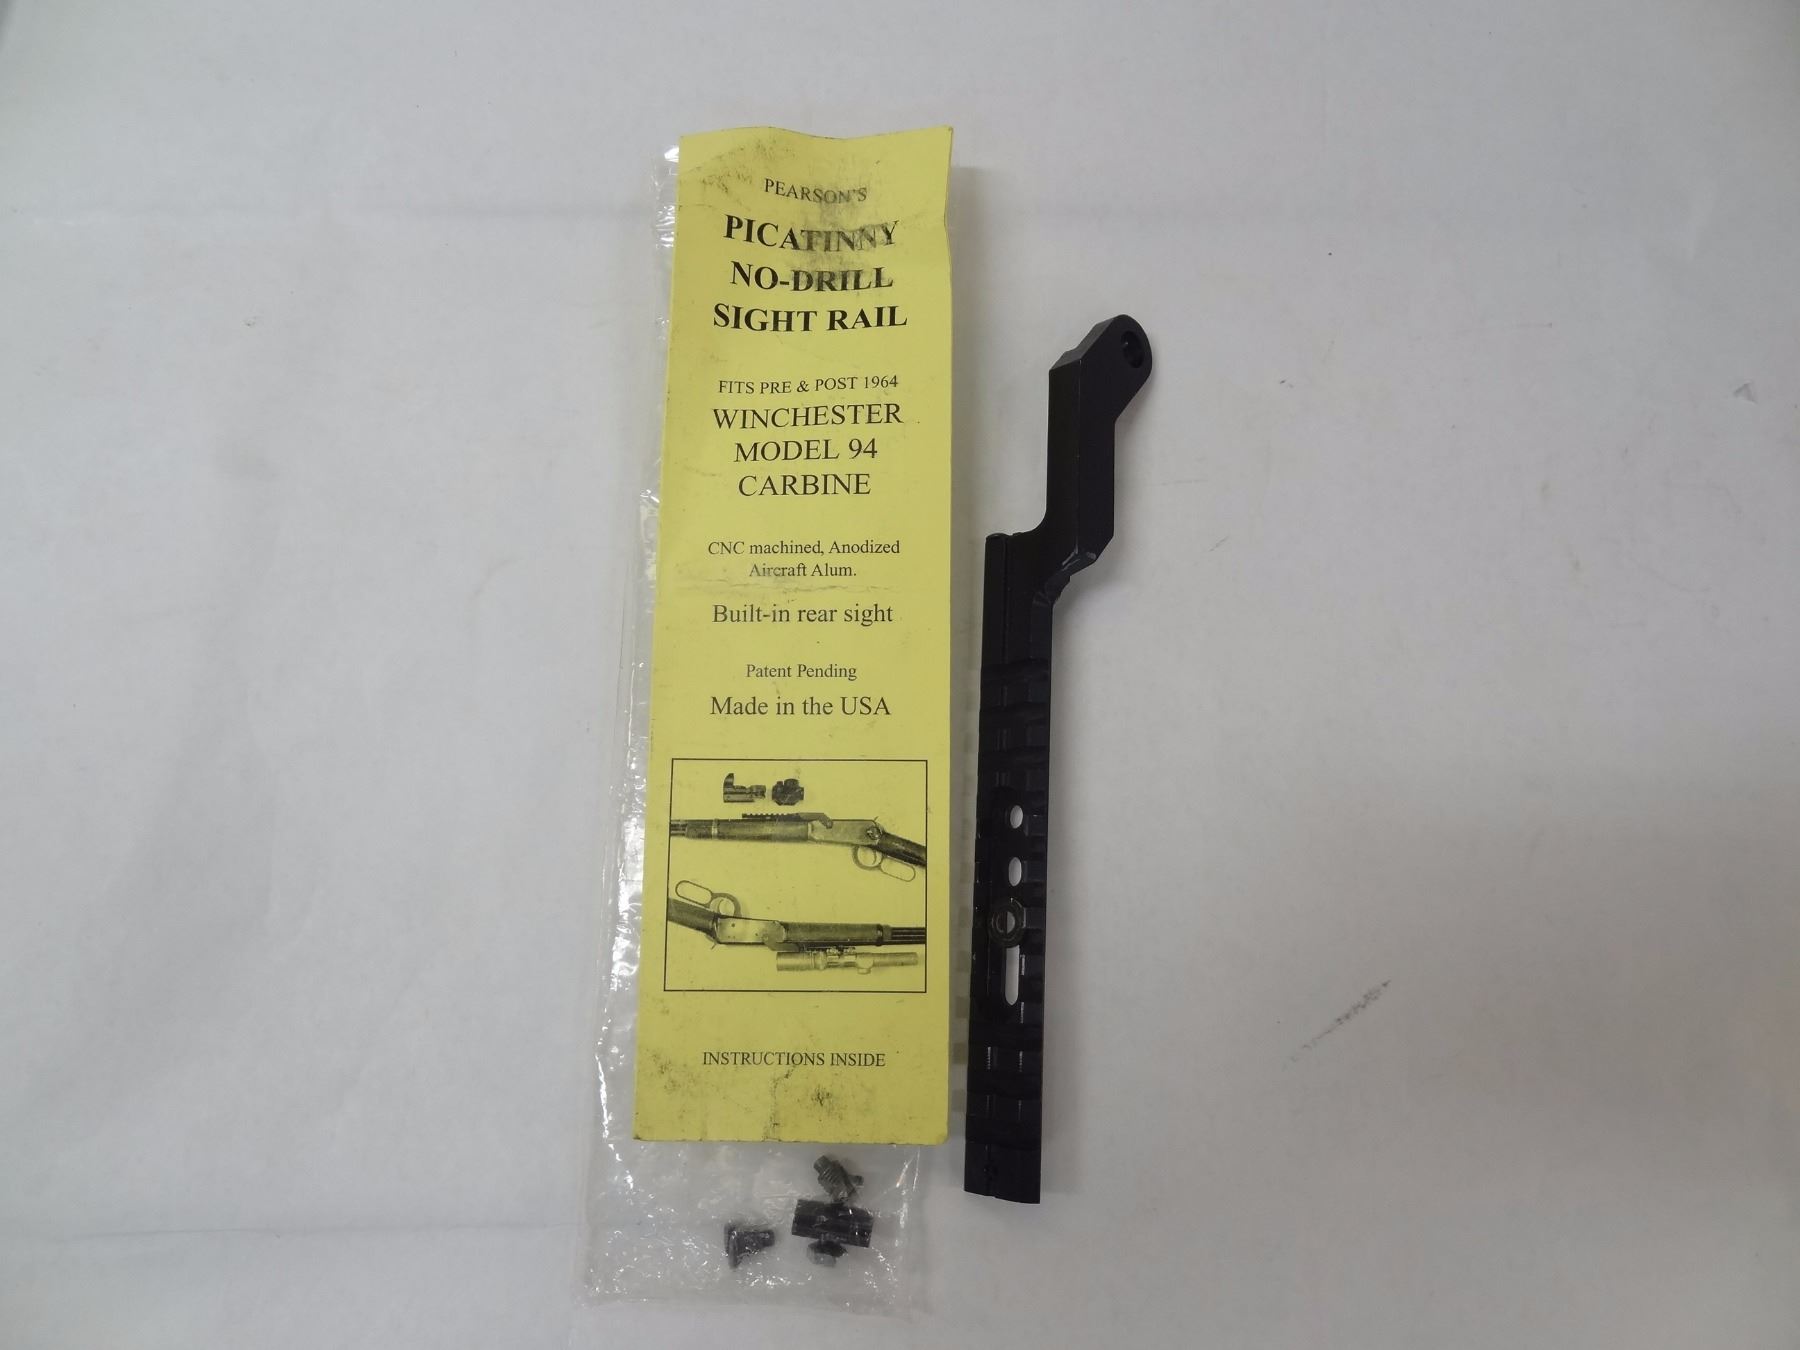 PEARSON'S
PICATINNY
NO-DRILL
SIGHT RAIL
FITS PRE & POST 1964
WINCHESTER
MODEL 94
CARBINE
CNC machined, Anodized
Aircraft Alum.
Built-in rear sight
Patent Pending
Made in the USA
INSTRUCTIONS INSIDE